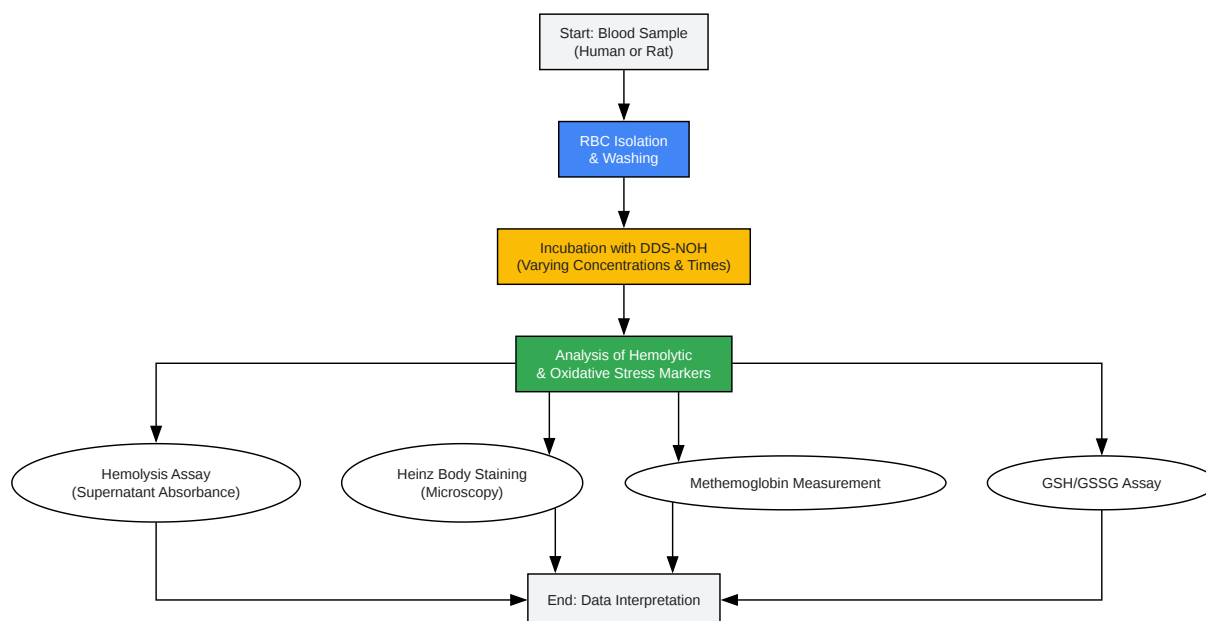 Start: Blood Sample
(Human or Rat)
RBC Isolation
& Washing
Incubation with DDS-NOH
(Varying Concentrations & Times)
Analysis of Hemolytic
& Oxidative Stress Markers
Hemolysis Assay
(Supernatant Absorbance)
Heinz Body Staining
(Microscopy)
Methemoglobin Measurement
GSH/GSSG Assay
End: Data Interpretation